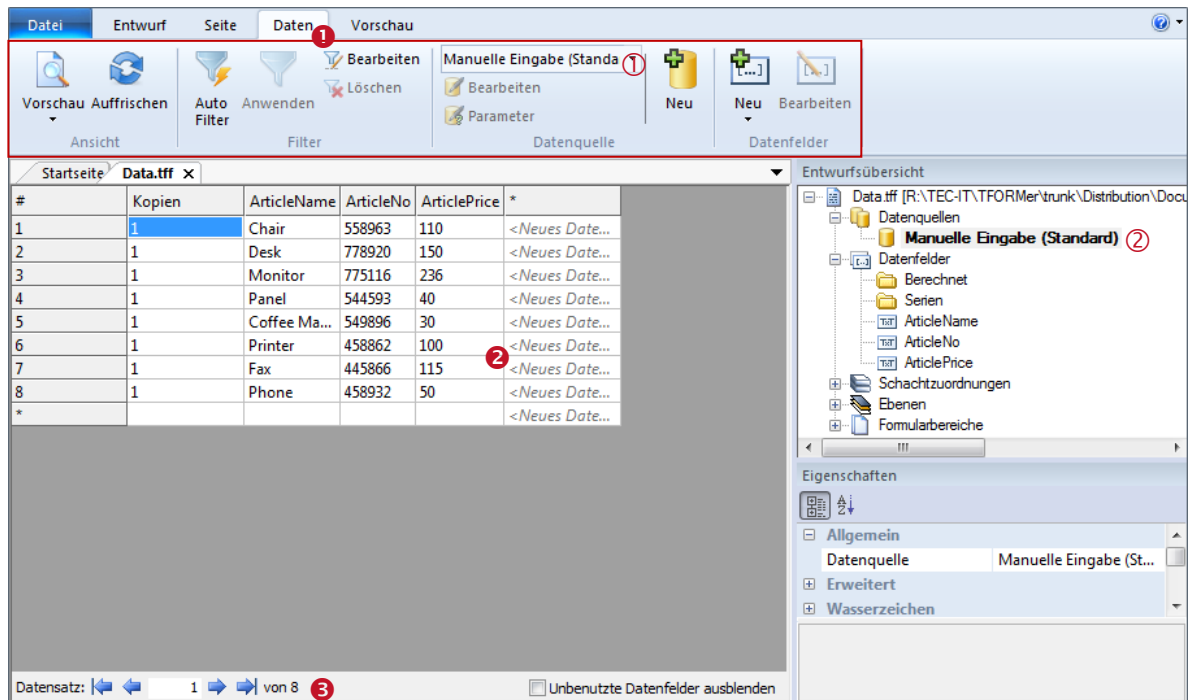 Datei Entwurf Seite Daten Vorschau
❶
Vorschau Auffrischen
Ansicht
Auto Filter Anwenden Bearbeiten Löschen
Filter
Manuelle Eingabe (Standa ①
Bearbeiten
Parameter
Neu
Datenquelle
Neu Bearbeiten
Datenfelder
Startseite Data.tff
# Kopien ArticleName ArticleNo ArticlePrice *
1 1 Chair 558963 110 <Neues Date...
2 1 Desk 778920 150 <Neues Date...
3 1 Monitor 775116 236 <Neues Date...
4 1 Panel 544593 40 <Neues Date...
5 1 Coffee Ma... 549896 30 <Neues Date...
6 1 Printer 458862 100 <Neues Date...
❷
7 1 Fax 445866 115 <Neues Date...
8 1 Phone 458932 50 <Neues Date...
* <Neues Date...
Datensatz: 1 von 8 ❸
Unbenutzte Datenfelder ausblenden
Entwurfsübersicht
Data.tff [R:\TEC-IT\TFORMer\trunk\Distribution\Docu
Datenquellen
Manuelle Eingabe (Standard) ②
Datenfelder
Berechnet
Serien
ArticleName
ArticleNo
ArticlePrice
Schachtzuordnungen
Ebenen
Formularbereiche
Eigenschaften
Allgemein
Datenquelle Manuelle Eingabe (St...
Erweitert
Wasserzeichen